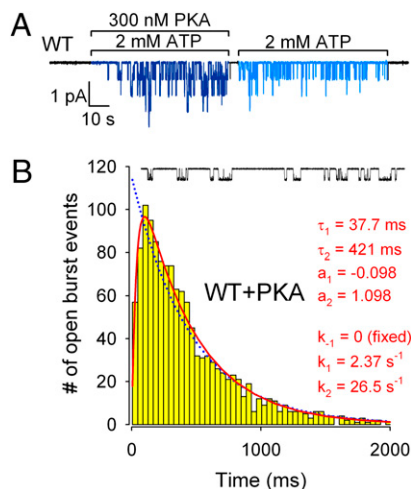 A
300 nM PKA
WT
2 mM ATP
2 mM ATP
1 pA
10 s
B
120
100
80
60
40
20
0
# of open burst events
WT+PKA
τ₁ = 37.7 ms
τ₂ = 421 ms
a₁ = -0.098
a₂ = 1.098
k₋₁ = 0 (fixed)
k₁ = 2.37 s⁻¹
k₂ = 26.5 s⁻¹
0
1000
2000
Time (ms)